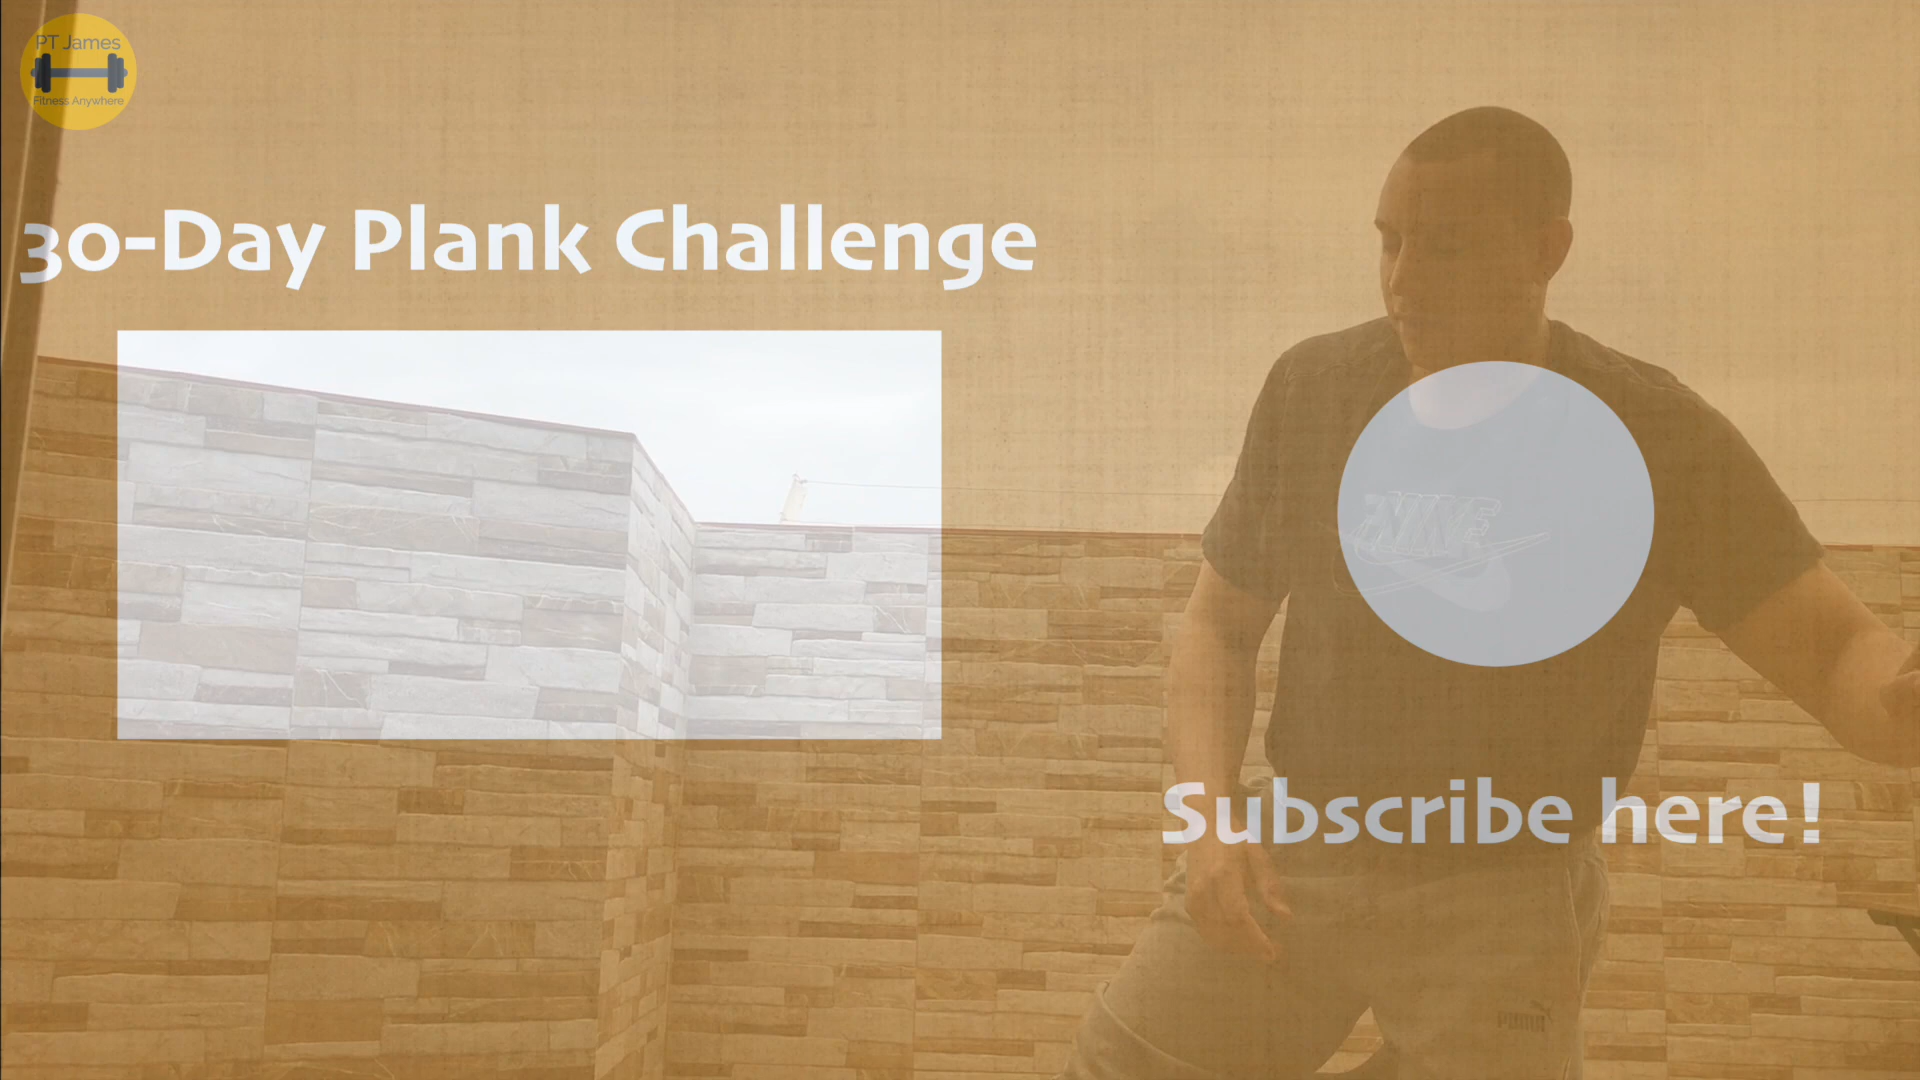 PT James
Fitness Anywhere
30-Day Plank Challenge
NIKE
Subscribe here!
PUMA